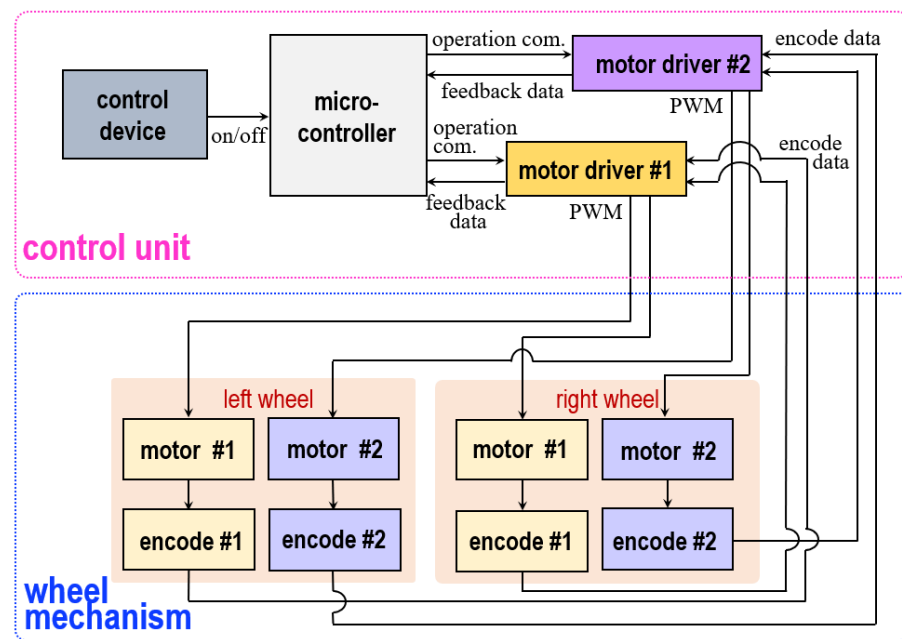 operation com.
motor driver #2
encode data
control
device
micro-
controller
feedback data
PWM
on/off
operation
com.
encode
data
motor driver #1
feedback
data
PWM
control unit
left wheel
right wheel
motor #1
motor #2
motor #1
motor #2
encode #1
encode #2
encode #1
encode #2
wheel
mechanism